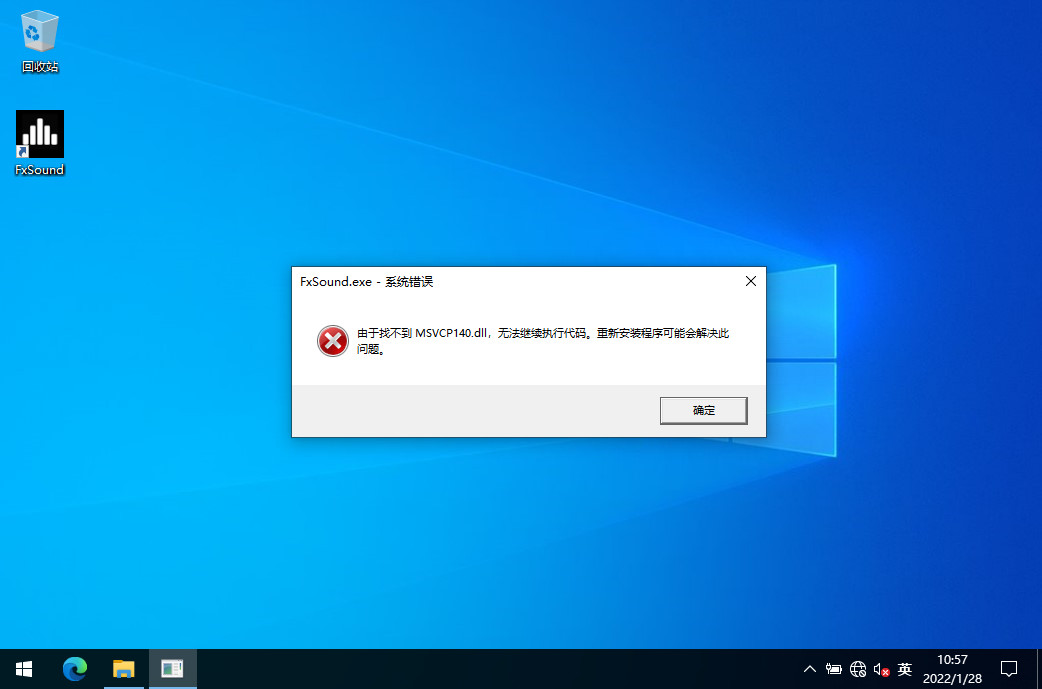 回收站
FxSound
FxSound.exe - 系统错误
由于找不到 MSVCP140.dll，无法继续执行代码。重新安装程序可能会解决此
问题。
确定
英
10:57
2022/1/28